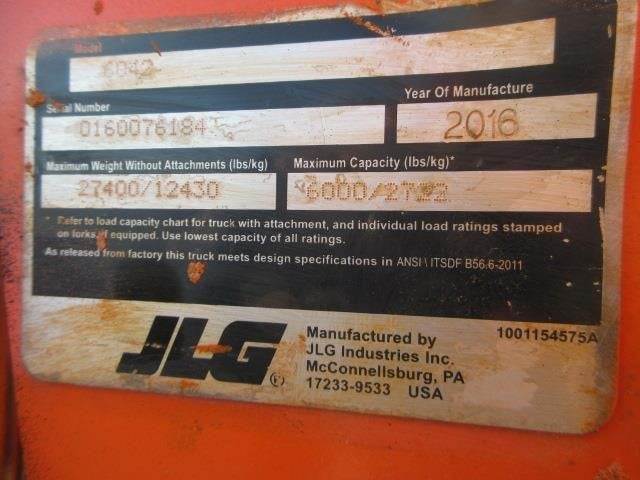 Model
6042
Serial Number
0160076184
Year Of Manufacture
2016
Maximum Weight Without Attachments (lbs/kg)
27400/12430
Maximum Capacity (lbs/kg)*
6000/2722
* Refer to load capacity chart for truck with attachment, and individual load ratings stamped
on forks, if equipped. Use lowest capacity of all ratings.
As released from factory this truck meets design specifications in ANSI \ ITSDF B56.6-2011
JLG®
Manufactured by
JLG Industries Inc.
McConnellsburg, PA
17233-9533 USA
1001154575A